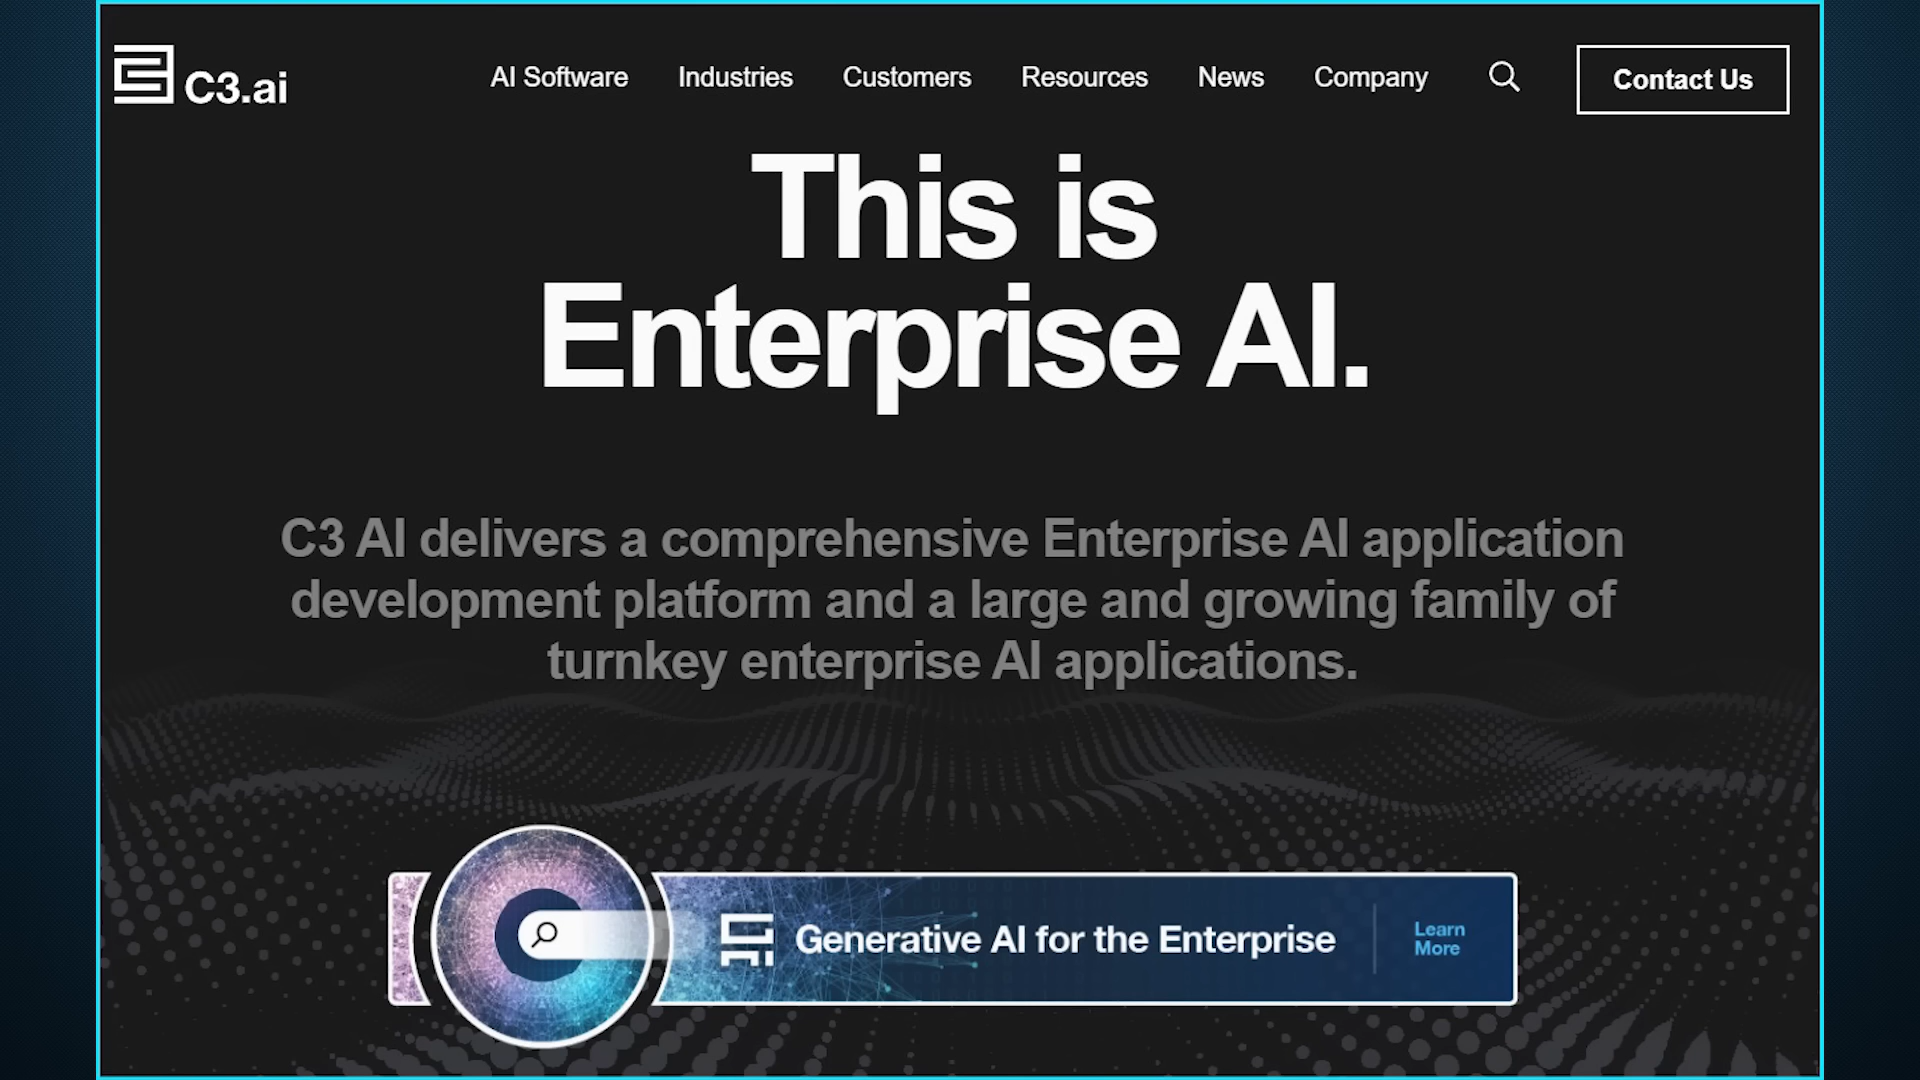 C3.ai
AI Software
Industries
Customers
Resources
News
Company
Contact Us
This is
Enterprise AI.
C3 AI delivers a comprehensive Enterprise AI application
development platform and a large and growing family of
turnkey enterprise AI applications.
Generative AI for the Enterprise
Learn
More